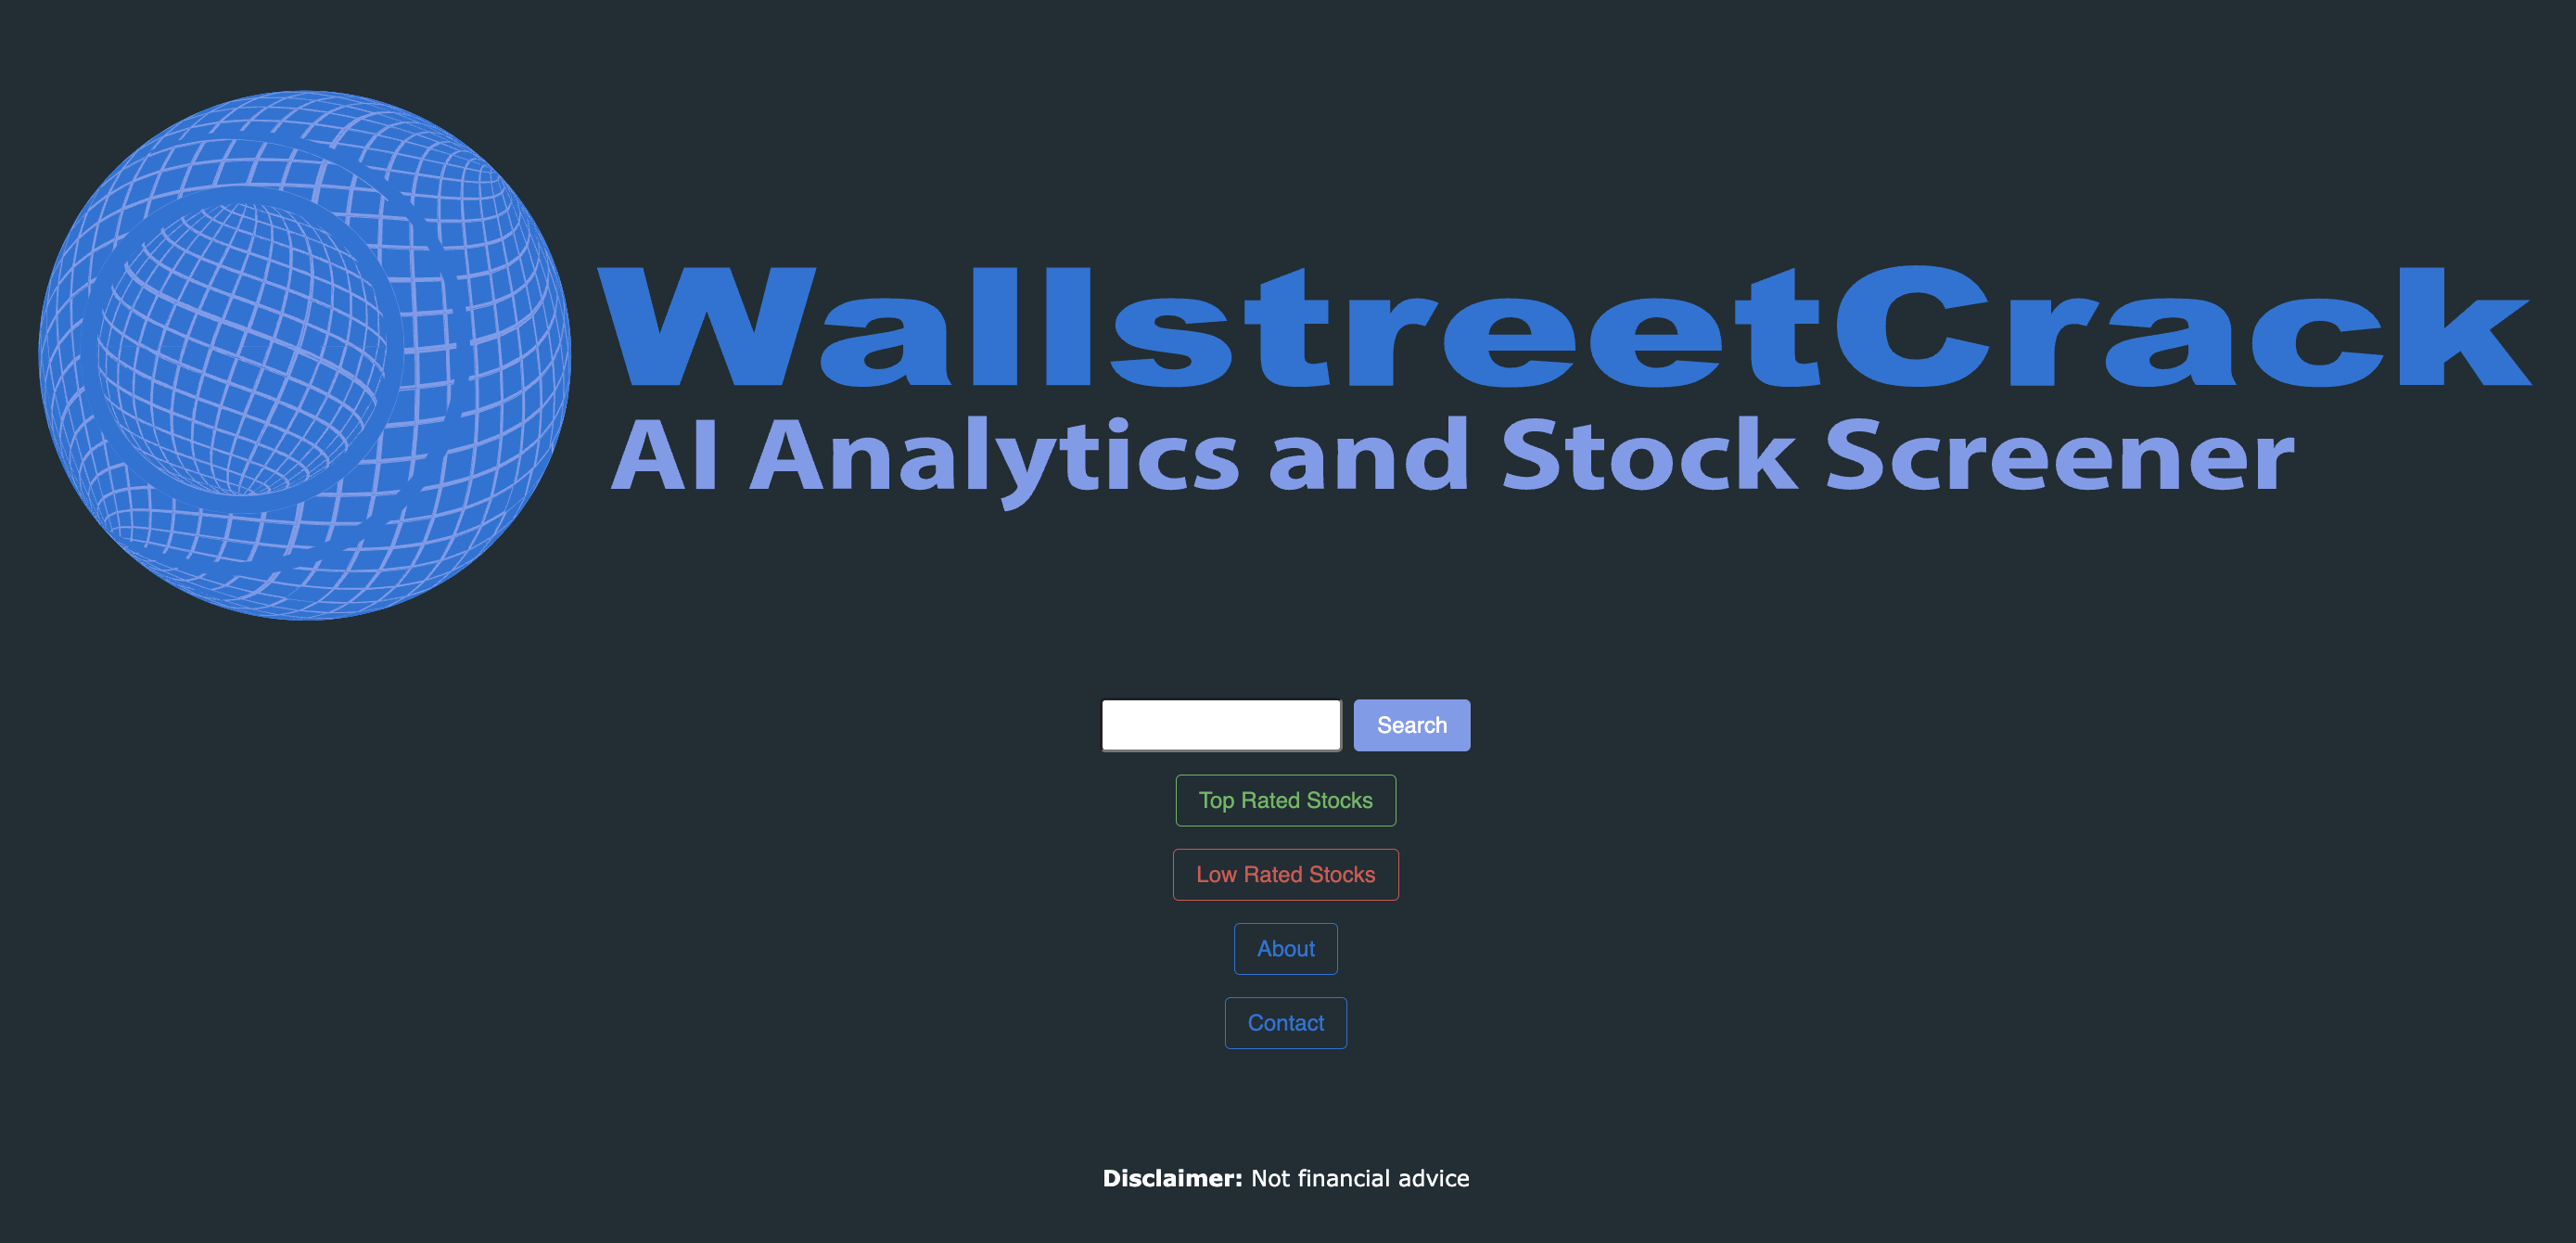 WallstreetCrack
AI Analytics and Stock Screener
Search
Top Rated Stocks
Low Rated Stocks
About
Contact
Disclaimer: Not financial advice